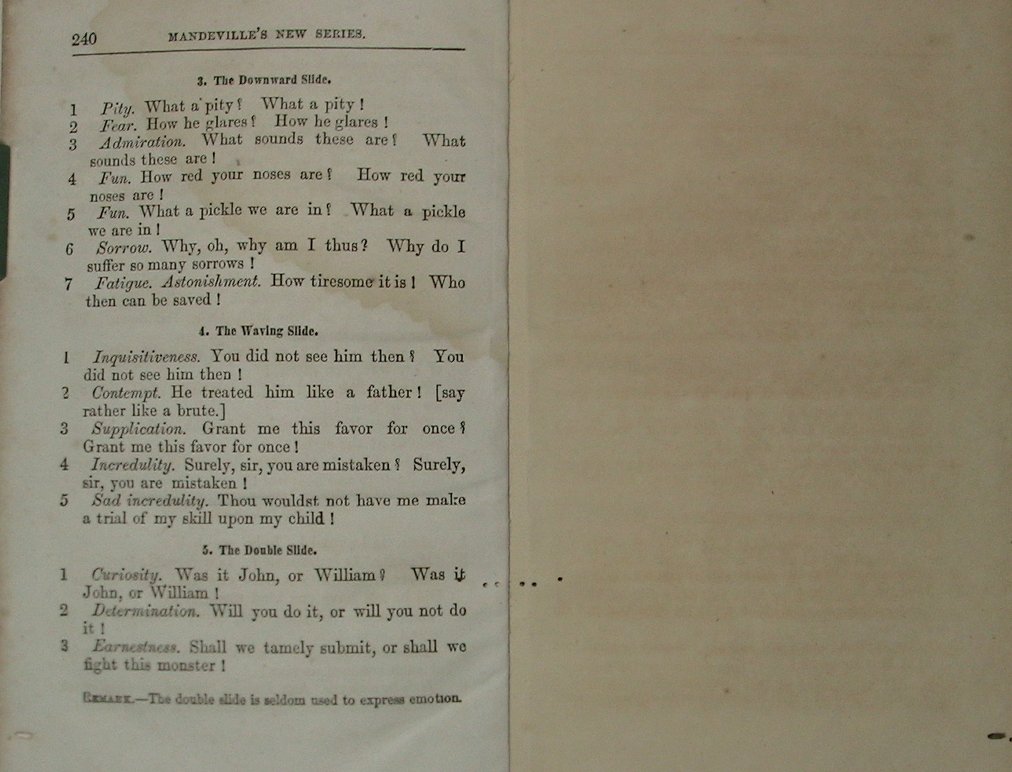 240 MANDEVILLE'S NEW SERIES.
3. The Downward Slide.
1 Pity. What a pity? What a pity!
2 Fear. How he glares? How he glares!
3 Admiration. What sounds these are? What
sounds these are!
4 Fun. How red your noses are? How red your
noses are!
5 Fun. What a pickle we are in? What a pickle
we are in!
6 Sorrow. Why, oh, why am I thus? Why do I
suffer so many sorrows!
7 Fatigue. Astonishment. How tiresome it is! Who
then can be saved!
4. The Waving Slide.
1 Inquisitiveness. You did not see him then? You
did not see him then!
2 Contempt. He treated him like a father! [say
rather like a brute.]
3 Supplication. Grant me this favor for once?
Grant me this favor for once!
4 Incredulity. Surely, sir, you are mistaken? Surely,
sir, you are mistaken!
5 Sad incredulity. Thou wouldst not have me make
a trial of my skill upon my child!
5. The Double Slide.
1 Curiosity. Was it John, or William? Was it
John, or William!
2 Determination. Will you do it, or will you not do
it!
3 Earnestness. Shall we tamely submit, or shall we
fight this monster!
REMARK.—The double slide is seldom used to express emotion.